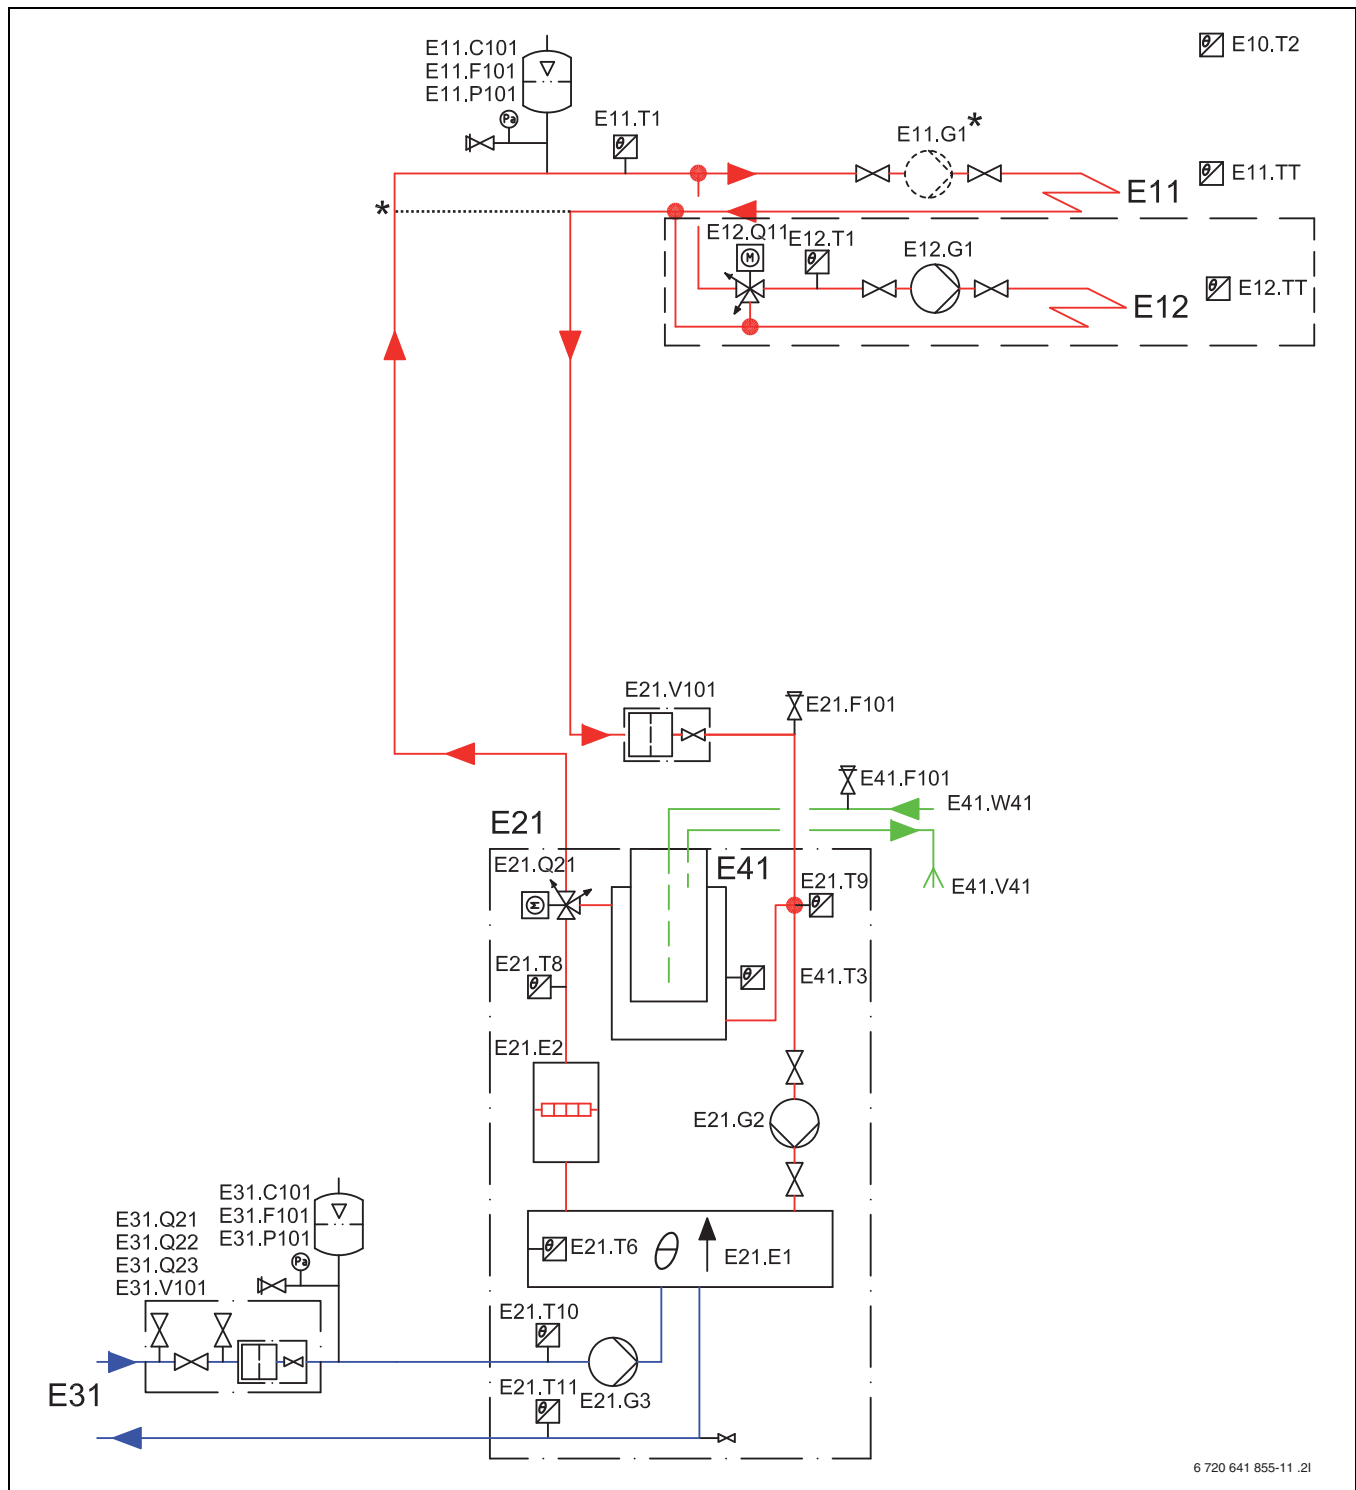 E11.C101
E11.F101
E11.P101
Pa
E11.T1
θ
E11.G1*
θ E10.T2
θ E11.TT
E11
*
E12.Q11
M
E12.T1
θ
E12.G1
E12
θ E12.TT
E21.V101
E21.F101
E41.F101
E41.W41
E21
E41
E41.V41
E21.Q21
M
E21.T9
θ
E21.T8
θ
θ
E41.T3
E21.E2
E21.G2
E31.C101
E31.F101
E31.P101
Pa
E31.Q21
E31.Q22
E31.Q23
E31.V101
θ E21.T6
E21.E1
E21.T10
θ
E31
E21.T11
θ
E21.G3
6 720 641 855-11 .2I